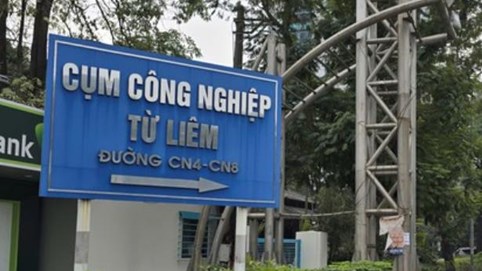 ank
CỤM CÔNG NGHIỆP
TỪ LIÊM
ĐƯỜNG CN4-CN8